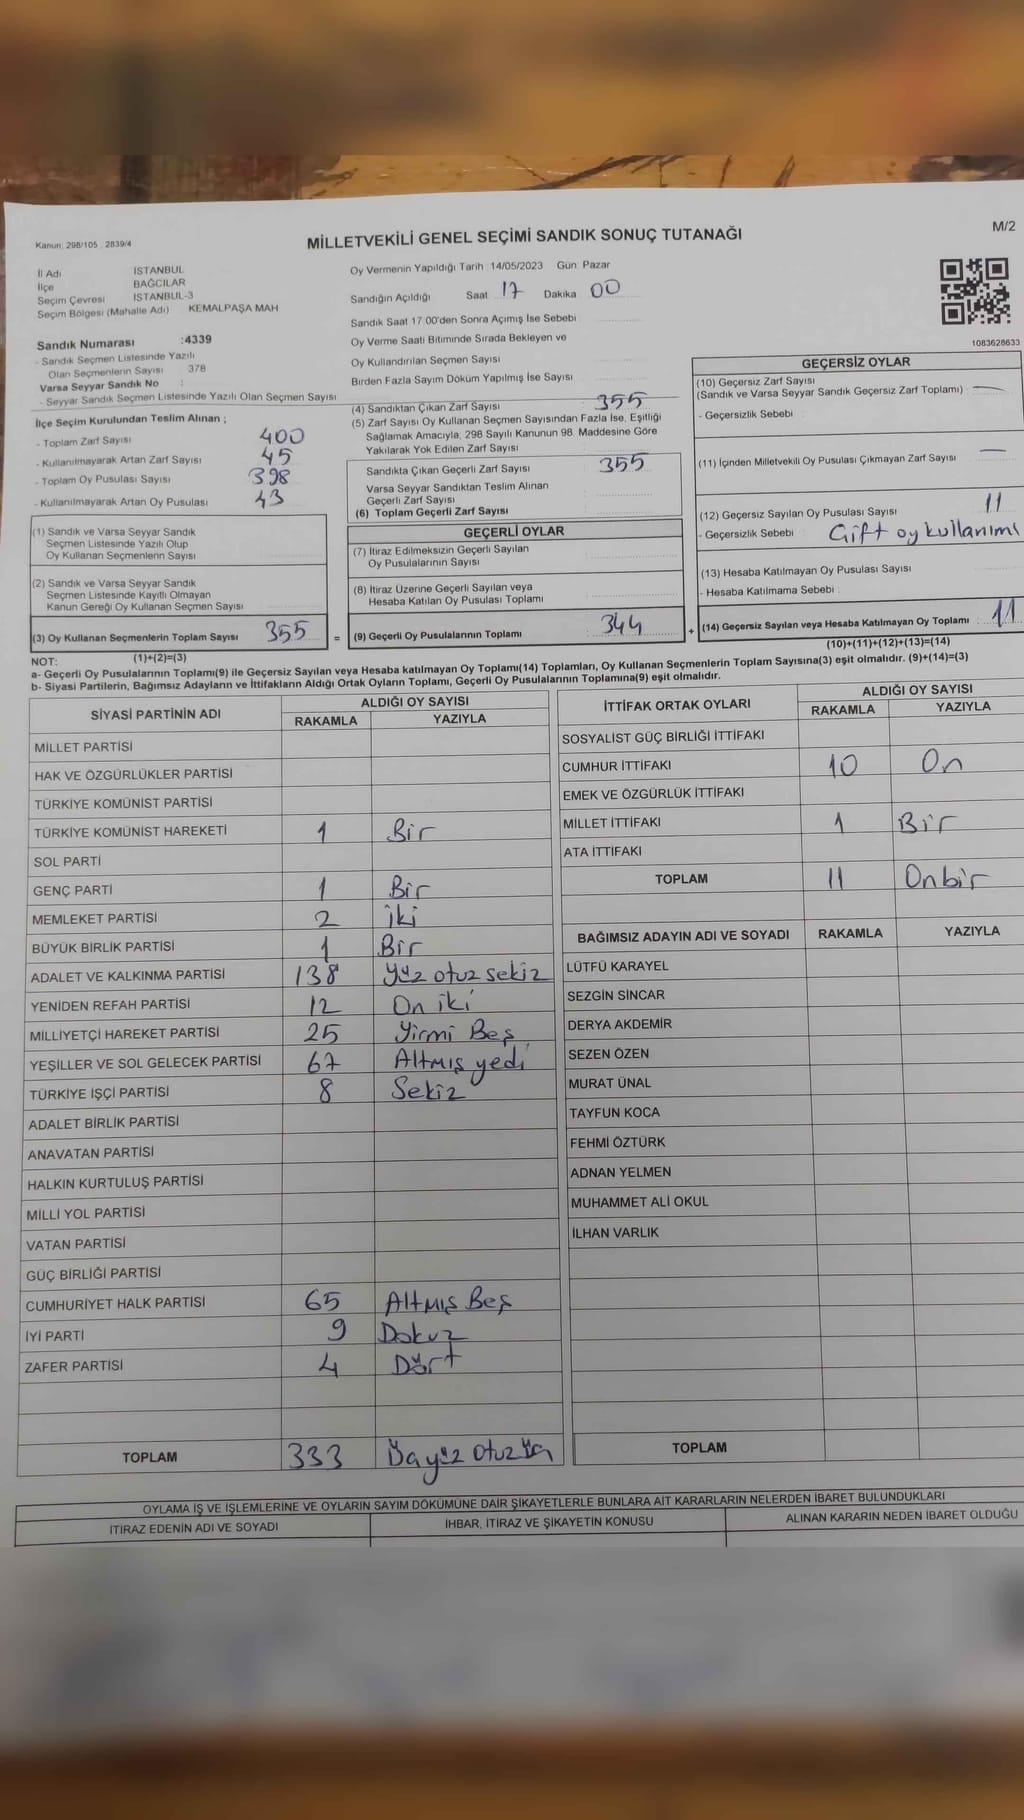 Kanun: 298/105 2839/4
MİLLETVEKİLİ GENEL SEÇİMİ SANDIK SONUÇ TUTANAĞI
M/2
İl Adı İSTANBUL
İlçe BAĞCILAR
Seçim Çevresi İSTANBUL-3
Seçim Bölgesi (Mahalle Adı) KEMALPAŞA MAH
Sandık Numarası :4339
- Sandık Seçmen Listesinde Yazılı
Olan Seçmenlerin Sayısı 378
Varsa Seyyar Sandık No :
- Seyyar Sandık Seçmen Listesinde Yazılı Olan Seçmen Sayısı
İlçe Seçim Kurulundan Teslim Alınan ;
- Toplam Zarf Sayısı 400
- Kullanılmayarak Artan Zarf Sayısı 45
- Toplam Oy Pusulası Sayısı 398
- Kullanılmayarak Artan Oy Pusulası 43
Oy Vermenin Yapıldığı Tarih 14/05/2023 Gün Pazar
Sandığın Açıldığı Saat 17 Dakika 00
Sandık Saat 17:00'den Sonra Açımış İse Sebebi
Oy Verme Saati Bitiminde Sırada Bekleyen ve
Oy Kullandırılan Seçmen Sayısı
Birden Fazla Sayım Döküm Yapılmış İse Sayısı
(4) Sandıktan Çıkan Zarf Sayısı 355
(5) Zarf Sayısı Oy Kullanan Seçmen Sayısından Fazla İse, Eşitliği
Sağlamak Amacıyla, 298 Sayılı Kanunun 98. Maddesine Göre
Yakılarak Yok Edilen Zarf Sayısı
Sandıkta Çıkan Geçerli Zarf Sayısı 355
Varsa Seyyar Sandıktan Teslim Alınan
Geçerli Zarf Sayısı
(6) Toplam Geçerli Zarf Sayısı
1083628633
GEÇERSİZ OYLAR
(10) Geçersiz Zarf Sayısı
(Sandık ve Varsa Seyyar Sandık Geçersiz Zarf Toplamı) : —
- Geçersizlik Sebebi
(11) İçinden Milletvekili Oy Pusulası Çıkmayan Zarf Sayısı —
(12) Geçersiz Sayılan Oy Pusulası Sayısı 11
- Geçersizlik Sebebi Çift oy kullanımı
(13) Hesaba Katılmayan Oy Pusulası Sayısı
- Hesaba Katılmama Sebebi :
(14) Geçersiz Sayılan veya Hesaba Katılmayan Oy Toplamı : 11
(10)+(11)+(12)+(13)=(14)
(1) Sandık ve Varsa Seyyar Sandık
Seçmen Listesinde Yazılı Olup
Oy Kullanan Seçmenlerin Sayısı
(2) Sandık ve Varsa Seyyar Sandık
Seçmen Listesinde Kayıtlı Olmayan
Kanun Gereği Oy Kullanan Seçmen Sayısı
(3) Oy Kullanan Seçmenlerin Toplam Sayısı 355 =
(1)+(2)=(3)
GEÇERLİ OYLAR
(7) İtiraz Edilmeksizin Geçerli Sayılan
Oy Pusulalarının Sayısı
(8) İtiraz Üzerine Geçerli Sayılan veya
Hesaba Katılan Oy Pusulası Toplamı
(9) Geçerli Oy Pusulalarının Toplamı 344 +
NOT:
a- Geçerli Oy Pusulalarının Toplamı(9) ile Geçersiz Sayılan veya Hesaba katılmayan Oy Toplamı(14) Toplamları, Oy Kullanan Seçmenlerin Toplam Sayısına(3) eşit olmalıdır. (9)+(14)=(3)
b- Siyasi Partilerin, Bağımsız Adayların ve İttifakların Aldığı Ortak Oyların Toplamı, Geçerli Oy Pusulalarının Toplamına(9) eşit olmalıdır.
SİYASİ PARTİNİN ADI ALDIĞI OY SAYISI
RAKAMLA YAZIYLA
MİLLET PARTİSİ
HAK VE ÖZGÜRLÜKLER PARTİSİ
TÜRKİYE KOMÜNİST PARTİSİ
TÜRKİYE KOMÜNİST HAREKETİ 1 Bir
SOL PARTİ
GENÇ PARTİ 1 Bir
MEMLEKET PARTİSİ 2 İki
BÜYÜK BİRLİK PARTİSİ 1 Bir
ADALET VE KALKINMA PARTİSİ 138 Yüz otuz sekiz
YENİDEN REFAH PARTİSİ 12 On iki
MİLLİYETÇİ HAREKET PARTİSİ 25 Yirmi Beş
YEŞİLLER VE SOL GELECEK PARTİSİ 67 Altmış yedi
TÜRKİYE İŞÇİ PARTİSİ 8 Sekiz
ADALET BİRLİK PARTİSİ
ANAVATAN PARTİSİ
HALKIN KURTULUŞ PARTİSİ
MİLLİ YOL PARTİSİ
VATAN PARTİSİ
GÜÇ BİRLİĞİ PARTİSİ
CUMHURİYET HALK PARTİSİ 65 Altmış Beş
İYİ PARTİ 9 Dokuz
ZAFER PARTİSİ 4 Dört
TOPLAM 333
İTTİFAK ORTAK OYLARI ALDIĞI OY SAYISI
RAKAMLA YAZIYLA
SOSYALİST GÜÇ BİRLİĞİ İTTİFAKI
CUMHUR İTTİFAKI 10 On
EMEK VE ÖZGÜRLÜK İTTİFAKI
MİLLET İTTİFAKI 1 Bir
ATA İTTİFAKI
TOPLAM 11 Onbir
BAĞIMSIZ ADAYIN ADI VE SOYADI RAKAMLA YAZIYLA
LÜTFÜ KARAYEL
SEZGİN SİNCAR
DERYA AKDEMİR
SEZEN ÖZEN
MURAT ÜNAL
TAYFUN KOCA
FEHMİ ÖZTÜRK
ADNAN YELMEN
MUHAMMET ALİ OKUL
İLHAN VARLIK
TOPLAM
OYLAMA İŞ VE İŞLEMLERİNE VE OYLARIN SAYIM DÖKÜMÜNE DAİR ŞİKAYETLERLE BUNLARA AİT KARARLARIN NELERDEN İBARET BULUNDUKLARI
İTİRAZ EDENİN ADI VE SOYADI İHBAR, İTİRAZ VE ŞİKAYETİN KONUSU ALINAN KARARIN NEDEN İBARET OLDUĞU